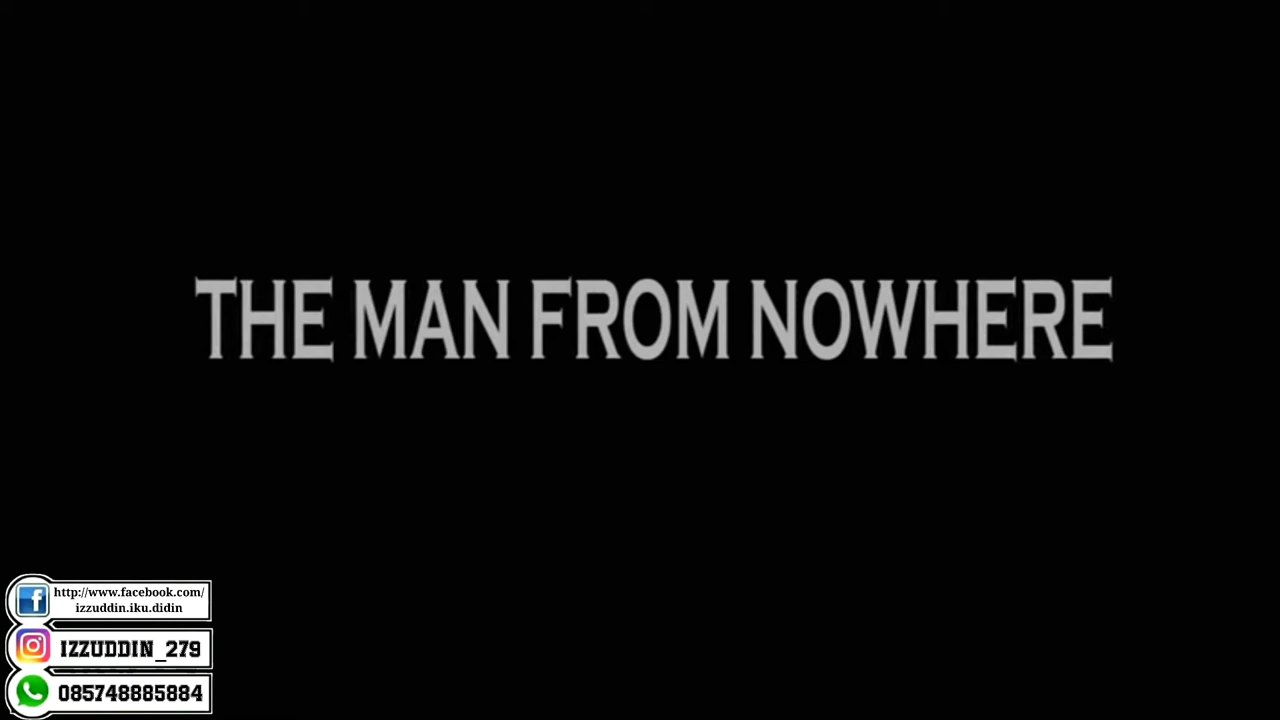 THE MAN FROM NOWHERE
http://www.facebook.com/
izzuddin.iku.didin
IZZUDDIN_279
085748885884